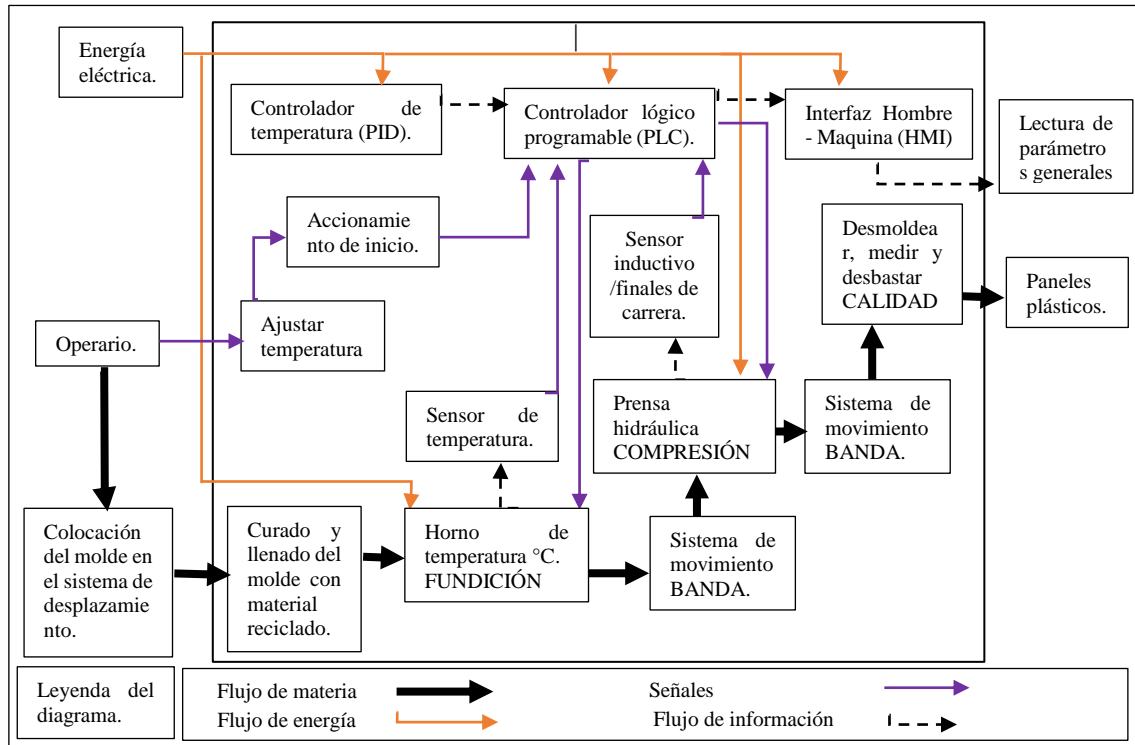 Energía
eléctrica.
Controlador de
temperatura (PID).
Controlador lógico
programable (PLC).
Interfaz Hombre
- Maquina (HMI)
Lectura de
parámetro
s generales
Accionamie
nto de inicio.
Sensor
inductivo
/finales de
carrera.
Desmoldea
r, medir y
desbastar
CALIDAD
Paneles
plásticos.
Operario.
Ajustar
temperatura
Sensor de
temperatura.
Prensa
hidráulica
COMPRESIÓN
Sistema de
movimiento
BANDA.
Colocación
del molde en
el sistema de
desplazamie
nto.
Curado y
llenado del
molde con
material
reciclado.
Horno de
temperatura °C.
FUNDICIÓN
Sistema de
movimiento
BANDA.
Leyenda del
diagrama.
Flujo de materia
Señales
Flujo de energía
Flujo de información